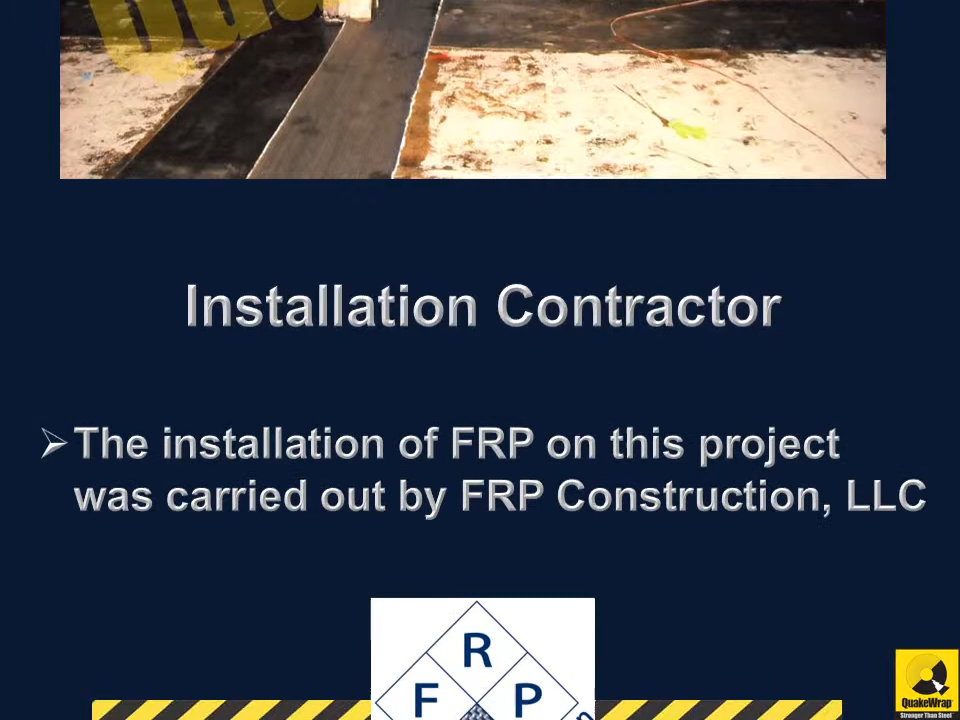 Installation Contractor
➢ The installation of FRP on this project
was carried out by FRP Construction, LLC
R
F P
QuakeWrap
Stronger Than Steel